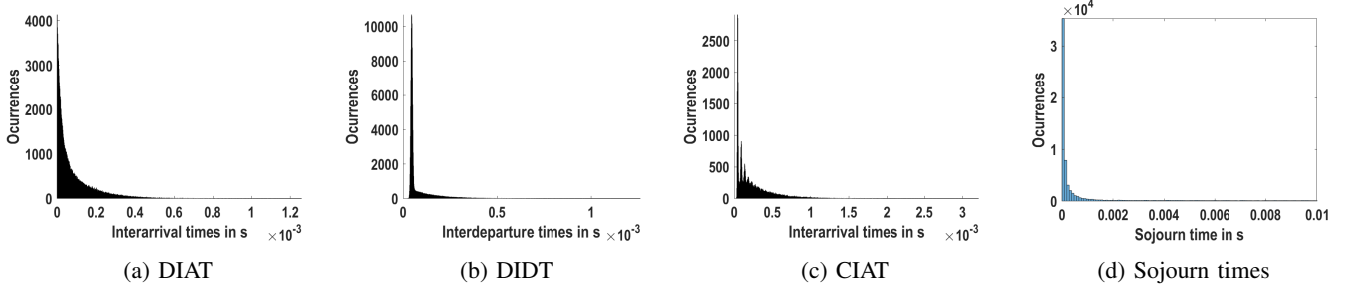 4000
3000
2000
1000
0
0 0.2 0.4 0.6 0.8 1 1.2
Ocurrences
Interarrival times in s ×10-3
(a) DIAT
10000
8000
6000
4000
2000
0
0 0.5 1
Ocurrences
Interdeparture times in s ×10-3
(b) DIDT
2500
2000
1500
1000
500
0
0 0.5 1 1.5 2 2.5 3
Ocurrences
Interarrival times in s ×10-3
(c) CIAT
×104
3
2
1
0
0 0.002 0.004 0.006 0.008 0.01
Ocurrences
Sojourn time in s
(d) Sojourn times